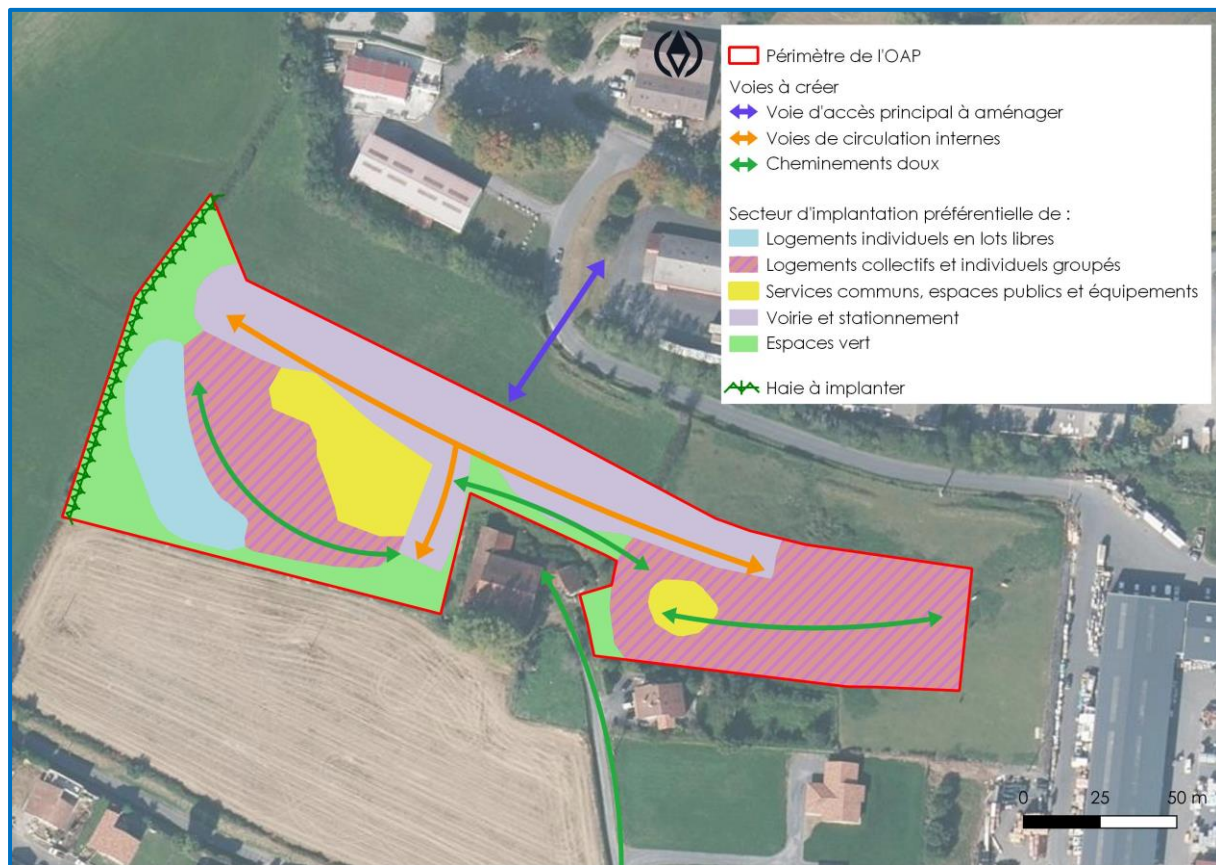 Périmètre de l'OAP
Voies à créer
Voie d'accès principal à aménager
Voies de circulation internes
Cheminements doux
Secteur d'implantation préférentielle de :
Logements individuels en lots libres
Logements collectifs et individuels groupés
Services communs, espaces publics et équipements
Voirie et stationnement
Espaces vert
Haie à implanter
0 25 50 m